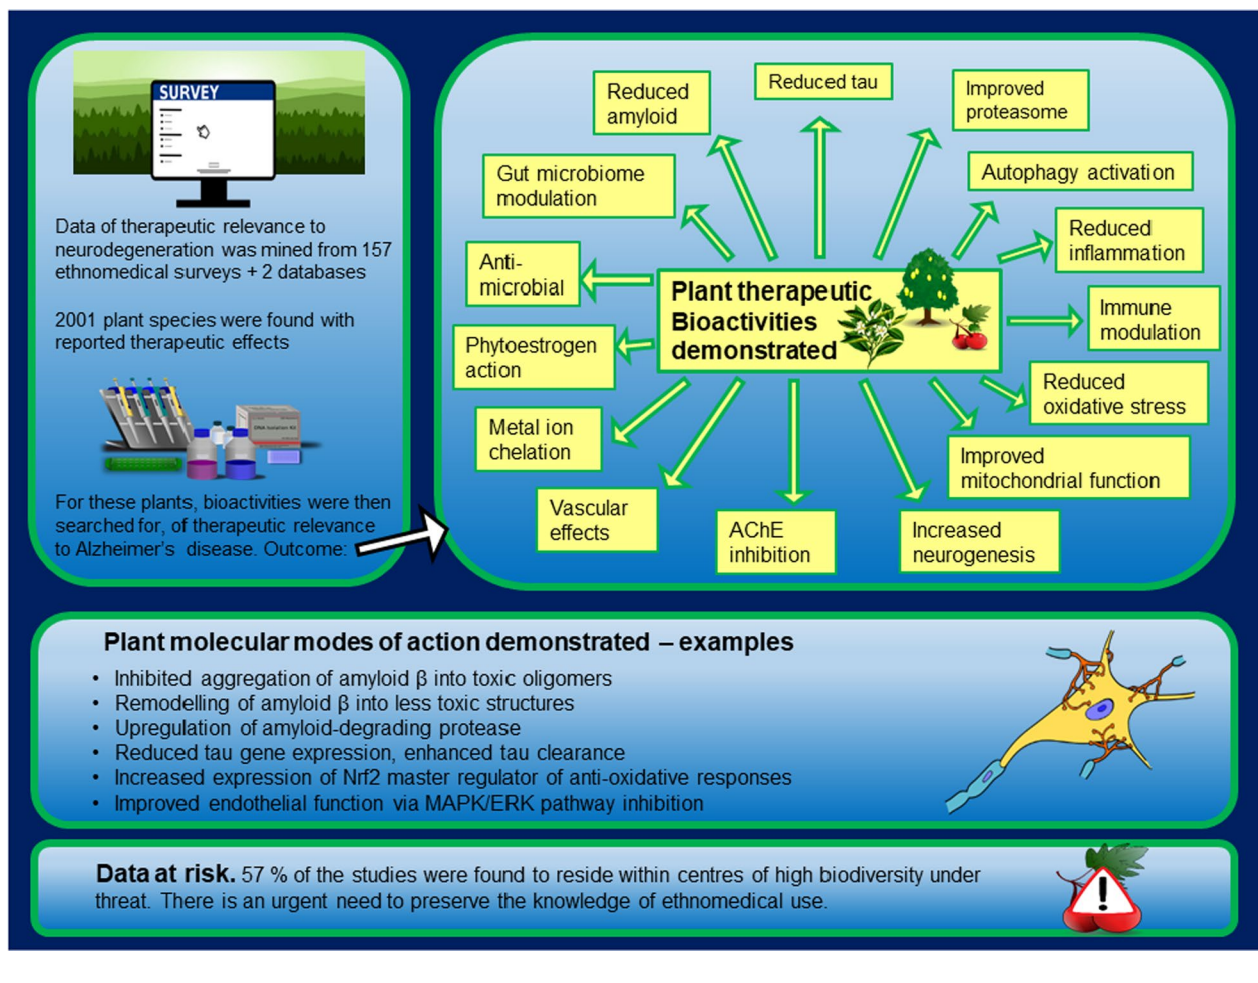 SURVEY
Data of therapeutic relevance to
neurodegeneration was mined from 157
ethnomedical surveys + 2 databases
2001 plant species were found with
reported therapeutic effects
DNA Isolation Kit
For these plants, bioactivities were then
searched for, of therapeutic relevance
to Alzheimer's disease. Outcome:
Reduced
amyloid
Reduced tau
Improved
proteasome
Gut microbiome
modulation
Autophagy activation
Anti-
microbial
Reduced
inflammation
Plant therapeutic
Bioactivities
demonstrated
Immune
modulation
Phytoestrogen
action
Reduced
oxidative stress
Metal ion
chelation
Improved
mitochondrial function
Vascular
effects
AChE
inhibition
Increased
neurogenesis
Plant molecular modes of action demonstrated – examples
• Inhibited aggregation of amyloid β into toxic oligomers
• Remodelling of amyloid β into less toxic structures
• Upregulation of amyloid-degrading protease
• Reduced tau gene expression, enhanced tau clearance
• Increased expression of Nrf2 master regulator of anti-oxidative responses
• Improved endothelial function via MAPK/ERK pathway inhibition
Data at risk. 57 % of the studies were found to reside within centres of high biodiversity under
threat. There is an urgent need to preserve the knowledge of ethnomedical use.
!